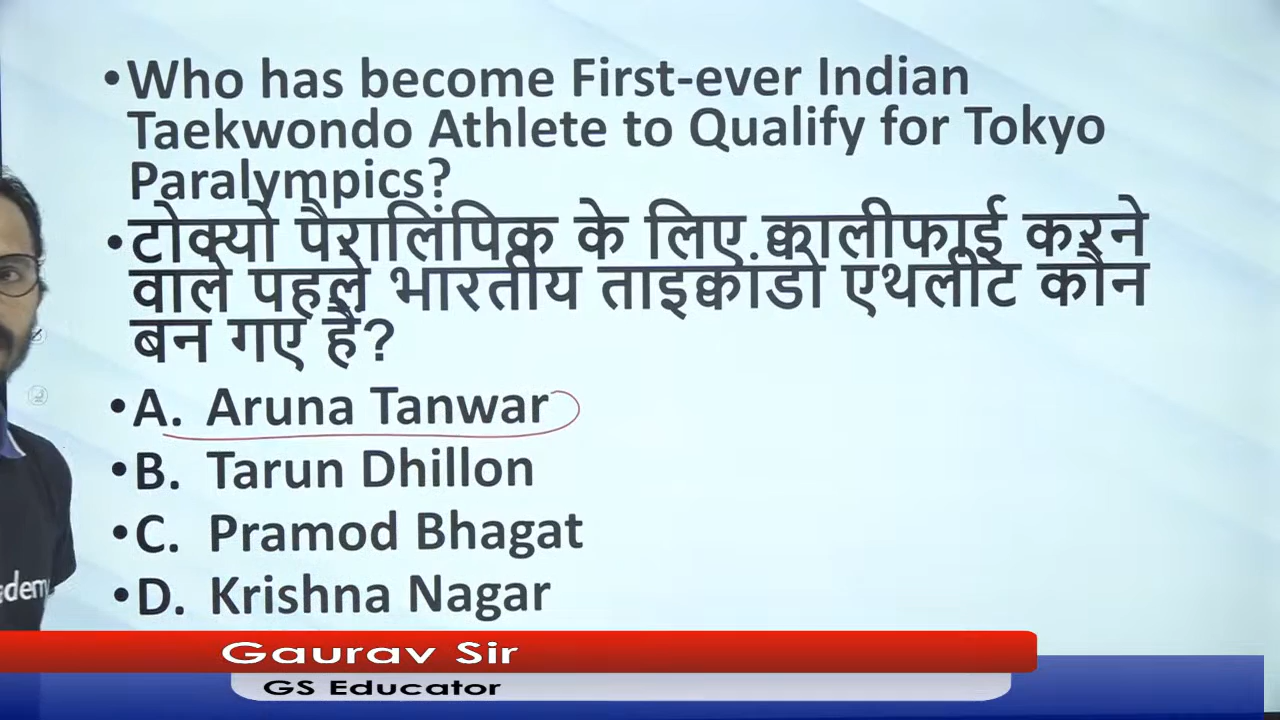 •Who has become First-ever Indian
Taekwondo Athlete to Qualify for Tokyo
Paralympics?
•टोक्यो पैरालिंपिक के लिए क्वालीफाई करने
वाले पहले भारतीय ताइक्वांडो एथलीट कौन
बन गए हैं?
•A. Aruna Tanwar
•B. Tarun Dhillon
•C. Pramod Bhagat
•D. Krishna Nagar
Gaurav Sir
GS Educator